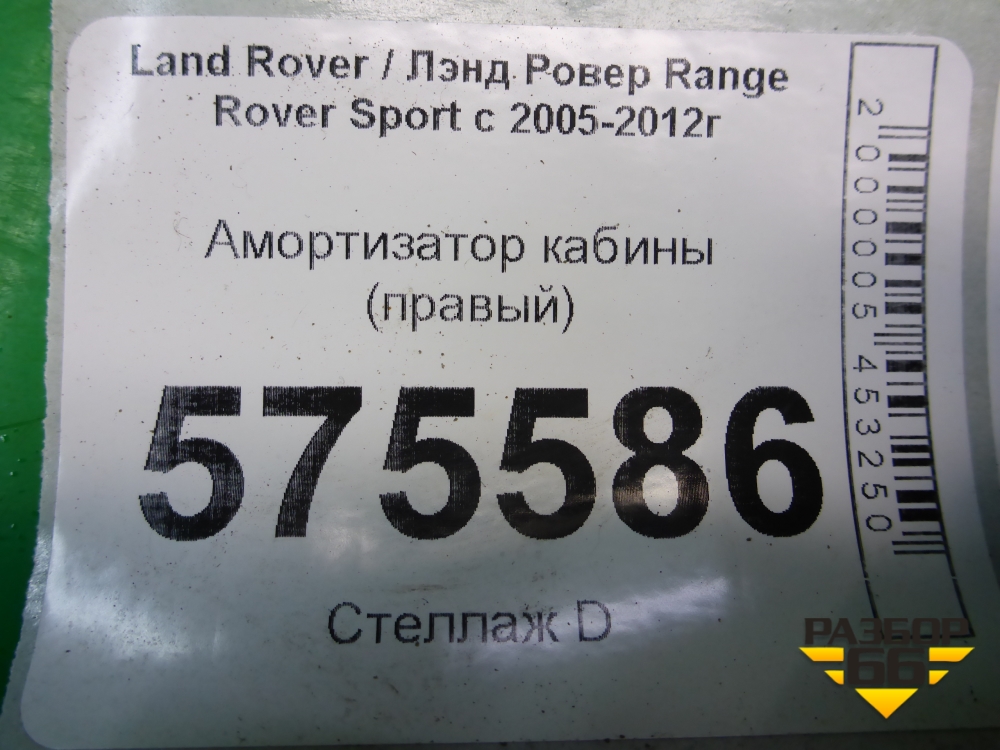 Land Rover / Лэнд Ровер Range
Rover Sport с 2005-2012г
Амортизатор кабины
(правый)
575586
Стеллаж D
2000005453250
РАЗБОР
66